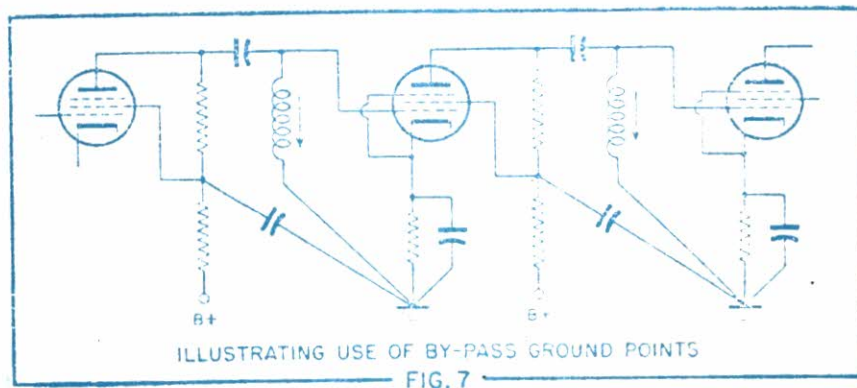 B+
B+
ILLUSTRATING USE OF BY-PASS GROUND POINTS
FIG. 7